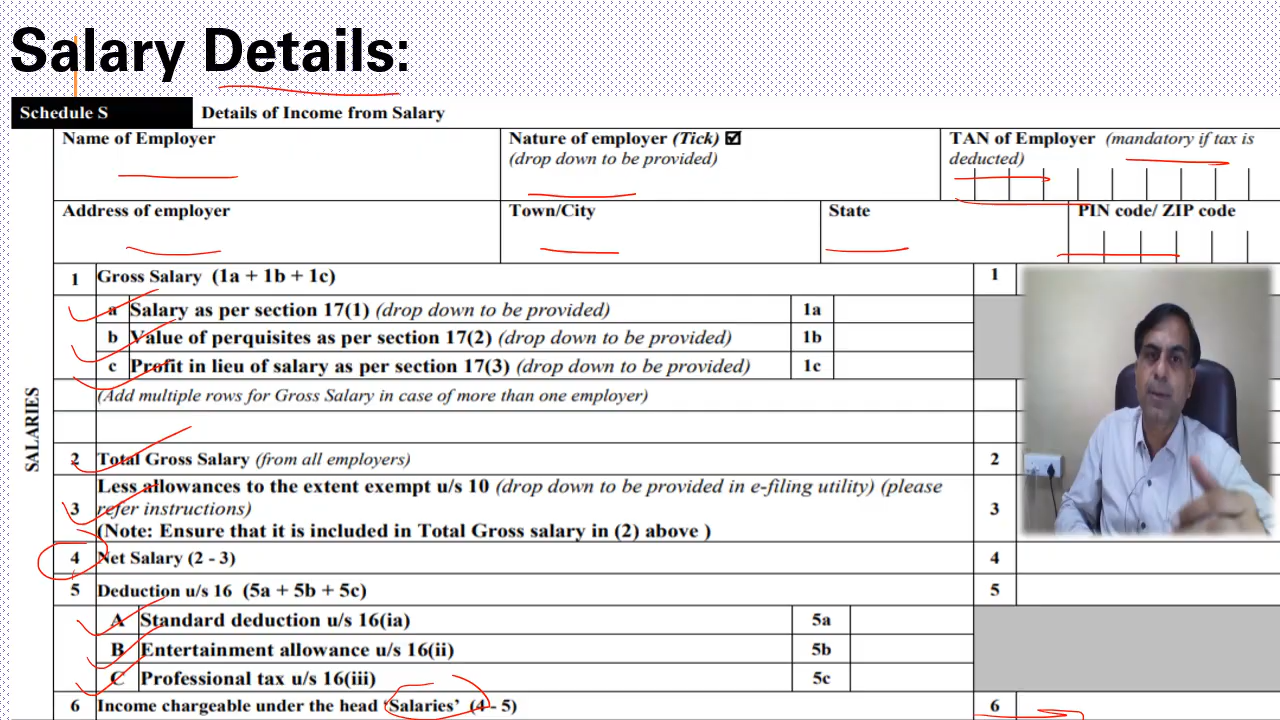 Salary Details:
Schedule S Details of Income from Salary
Name of Employer
Nature of employer (Tick) ☑
(drop down to be provided)
TAN of Employer (mandatory if tax is
deducted)
Address of employer
Town/City
State
PIN code/ ZIP code
SALARIES
1 Gross Salary (1a + 1b + 1c) 1
a Salary as per section 17(1) (drop down to be provided) 1a
b Value of perquisites as per section 17(2) (drop down to be provided) 1b
c Profit in lieu of salary as per section 17(3) (drop down to be provided) 1c
(Add multiple rows for Gross Salary in case of more than one employer)
2 Total Gross Salary (from all employers) 2
Less allowances to the extent exempt u/s 10 (drop down to be provided in e-filing utility) (please
3 refer instructions) 3
(Note: Ensure that it is included in Total Gross salary in (2) above )
4 Net Salary (2 - 3) 4
5 Deduction u/s 16 (5a + 5b + 5c) 5
A Standard deduction u/s 16(ia) 5a
B Entertainment allowance u/s 16(ii) 5b
C Professional tax u/s 16(iii) 5c
6 Income chargeable under the head ‘Salaries’ (4 - 5) 6